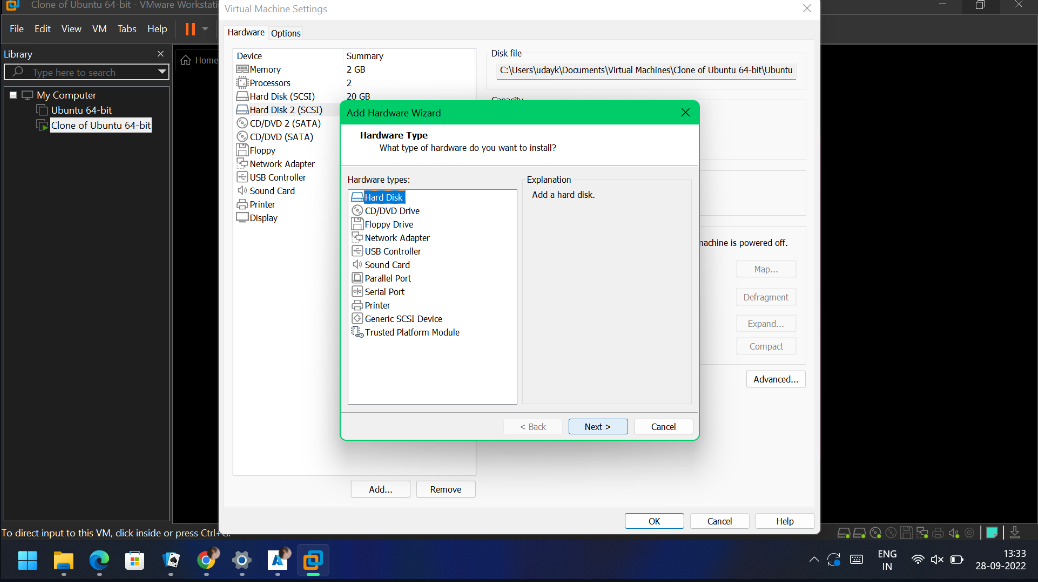 Clone of Ubuntu 64-bit - VMware Workstati
File Edit View VM Tabs Help
Library
Type here to search
My Computer
Ubuntu 64-bit
Clone of Ubuntu 64-bit
Home
Virtual Machine Settings
Hardware Options
Device Summary
Memory 2 GB
Processors 2
Hard Disk (SCSI) 20 GB
Hard Disk 2 (SCSI)
CD/DVD 2 (SATA)
CD/DVD (SATA)
Floppy
Network Adapter
USB Controller
Sound Card
Printer
Display
Disk file
C:\Users\udayk\Documents\Virtual Machines\Clone of Ubuntu 64-bit\Ubuntu
Capacity
nachine is powered off.
Map...
Defragment
Expand...
Compact
Advanced...
Add Hardware Wizard
Hardware Type
What type of hardware do you want to install?
Hardware types:
Hard Disk
CD/DVD Drive
Floppy Drive
Network Adapter
USB Controller
Sound Card
Parallel Port
Serial Port
Printer
Generic SCSI Device
Trusted Platform Module
Explanation
Add a hard disk.
< Back Next > Cancel
Add... Remove
OK Cancel Help
To direct input to this VM, click inside or press Ctrl+G.
ENG
IN
13:33
28-09-2022